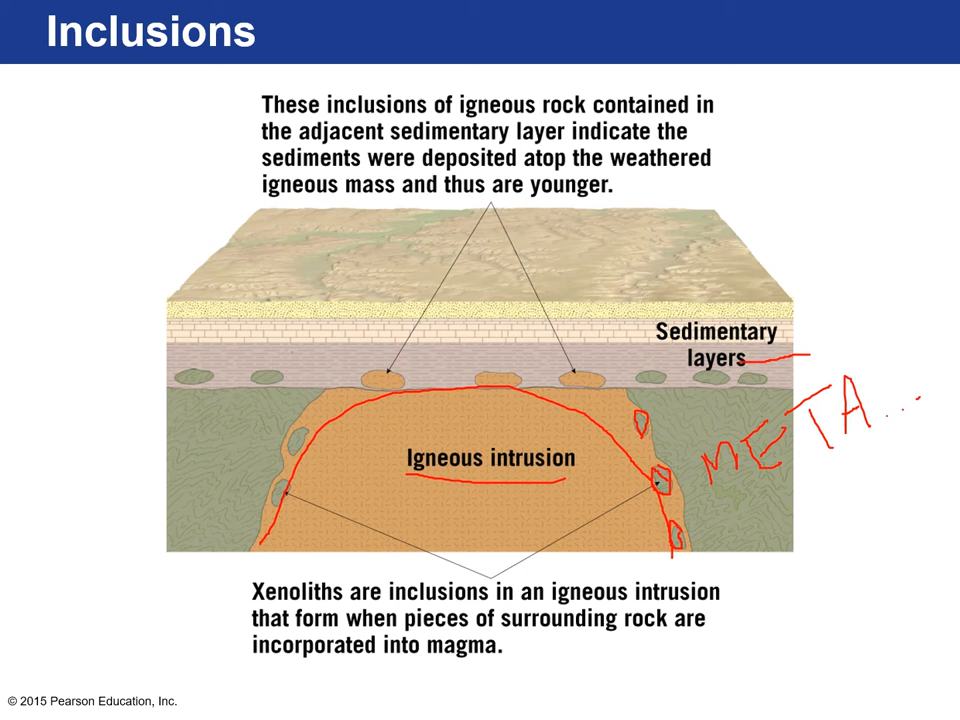 Inclusions
These inclusions of igneous rock contained in
the adjacent sedimentary layer indicate the
sediments were deposited atop the weathered
igneous mass and thus are younger.
Sedimentary
layers
META...
Igneous intrusion
Xenoliths are inclusions in an igneous intrusion
that form when pieces of surrounding rock are
incorporated into magma.
© 2015 Pearson Education, Inc.